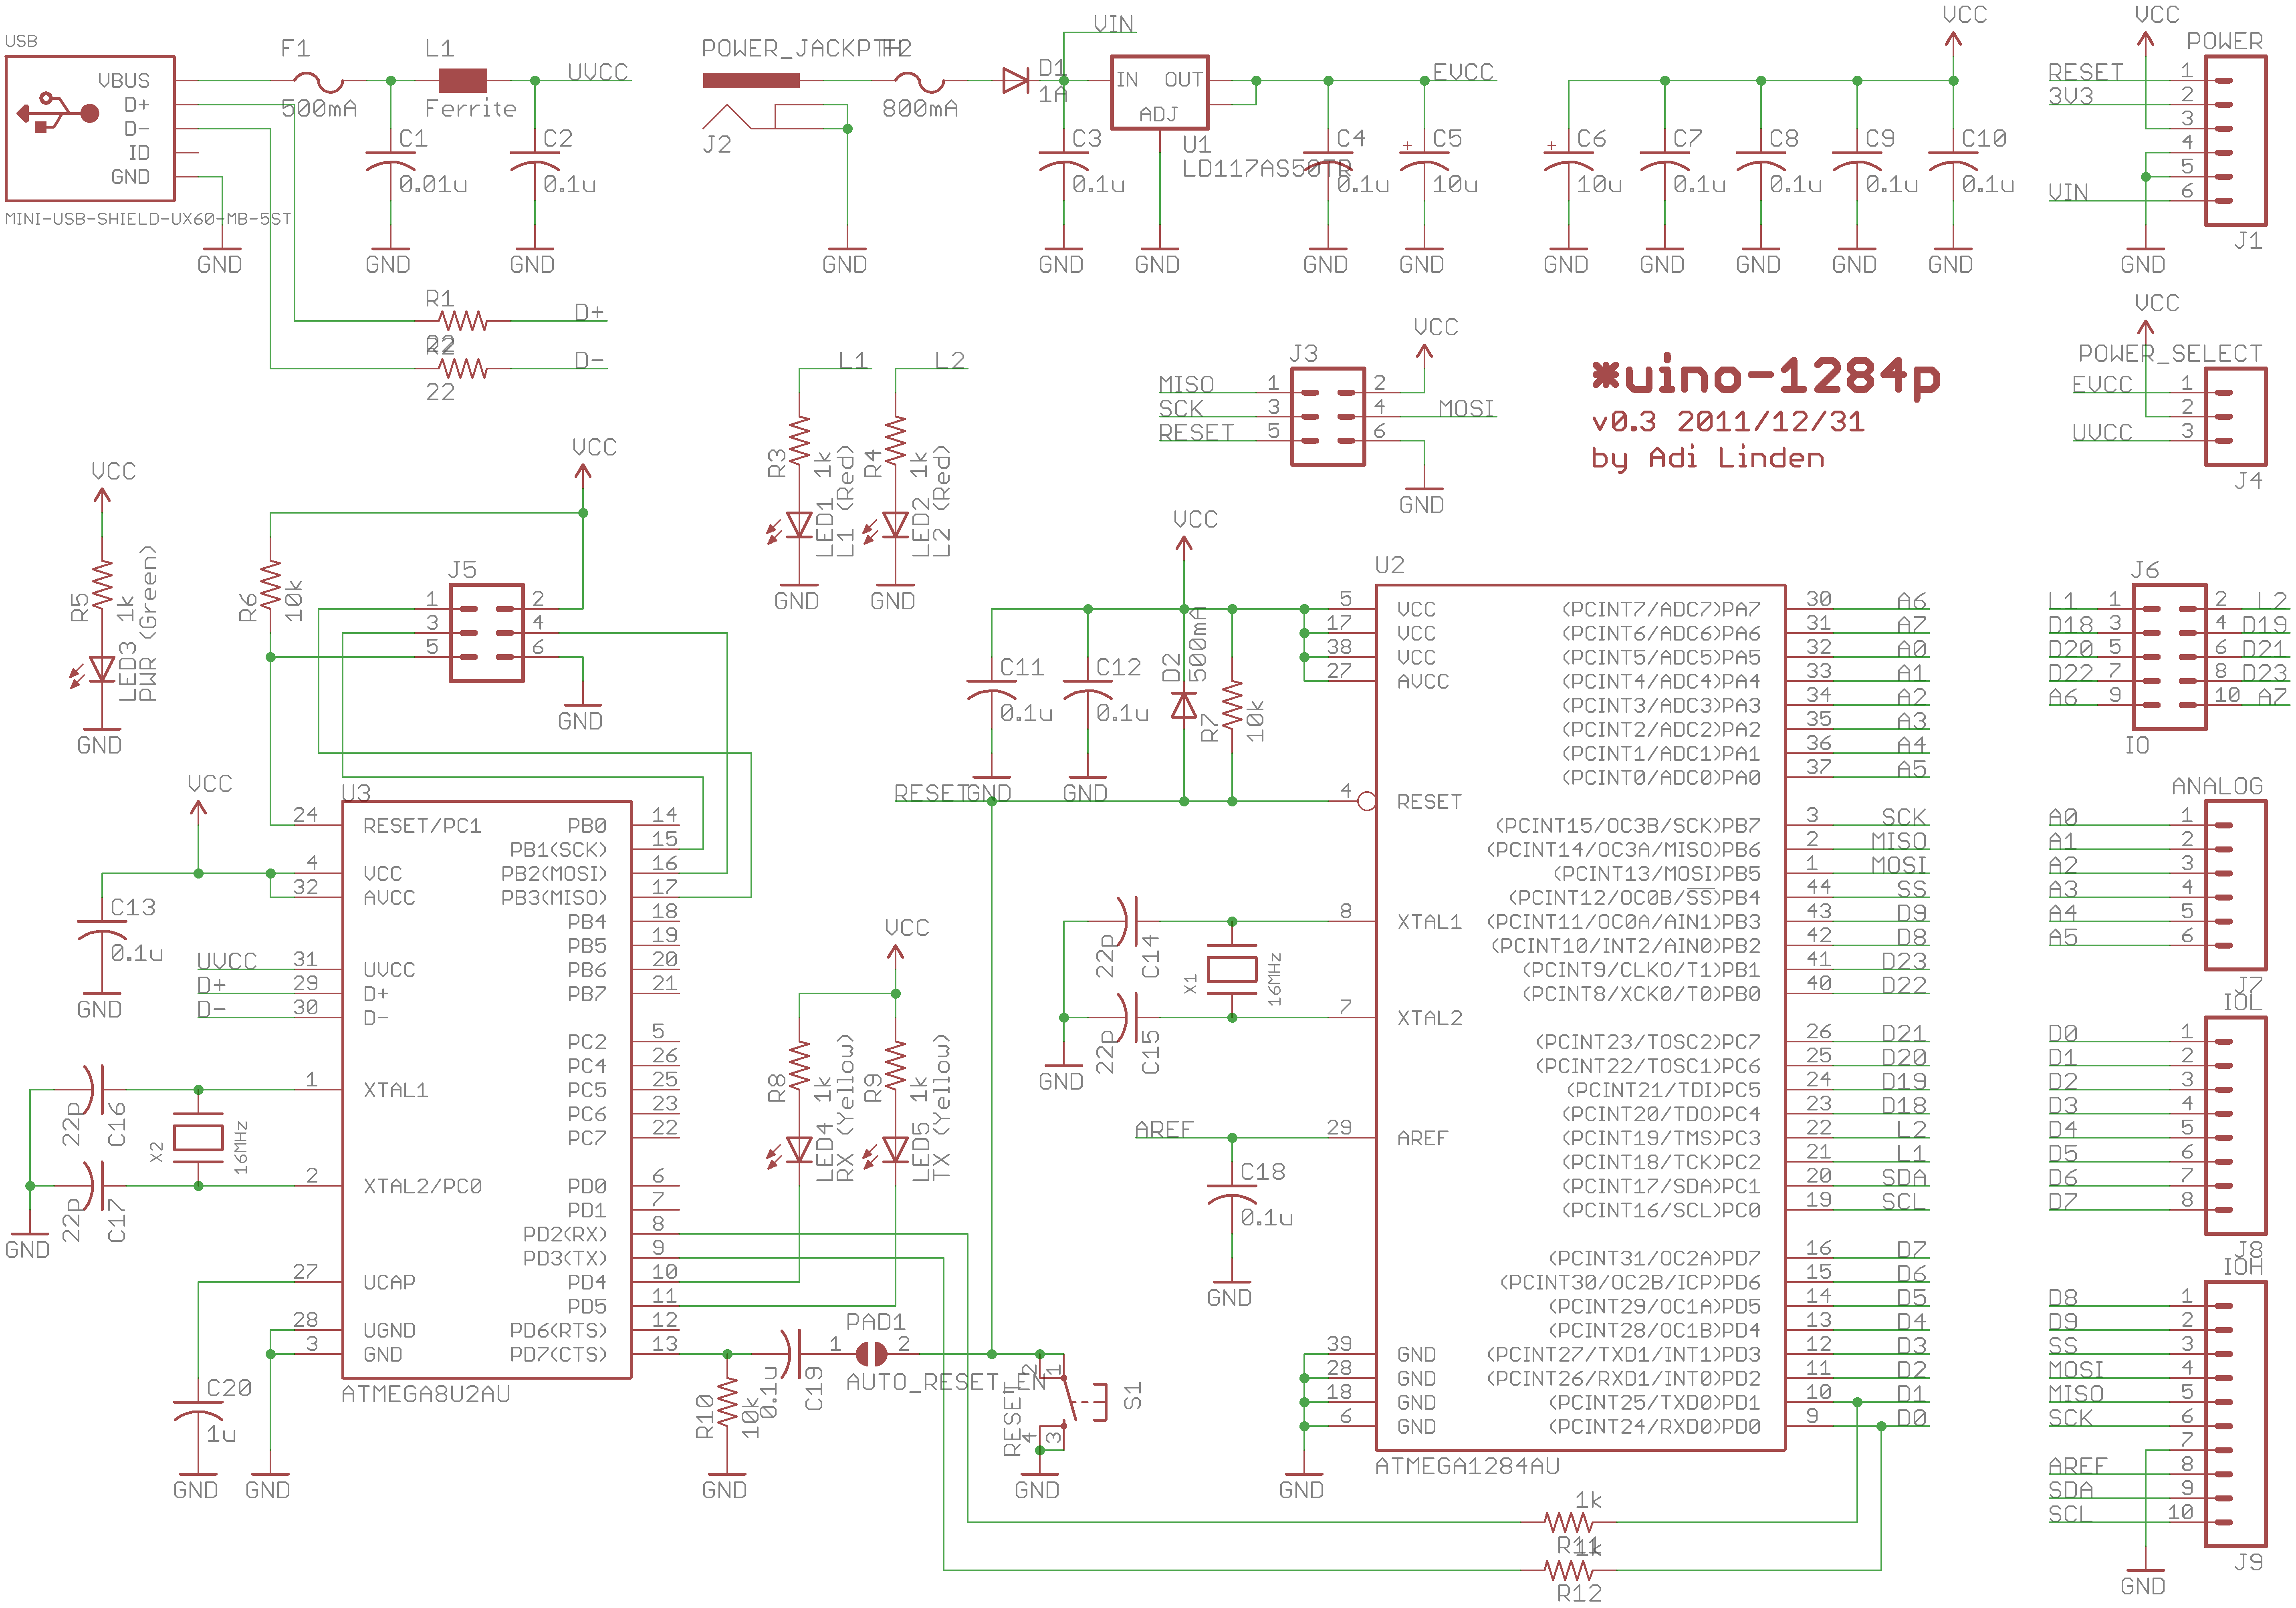 USB
VBUS
D+
D-
ID
GND
MINI-USB-SHIELD-UX60-MB-5ST
GND
F1
500mA
L1
Ferrite
UVCC
C1
0.01u
GND
C2
0.1u
GND
R1
22
D+
R2
22
D-
POWER_JACKPTH
J2
GND
F2
800mA
D1
1A
VIN
C3
0.1u
GND
IN OUT
ADJ
U1
LD117AS50TR
GND
EVCC
C4
0.1u
GND
C5
10u
GND
VCC
C6
10u
GND
C7
0.1u
GND
C8
0.1u
GND
C9
0.1u
GND
C10
0.1u
GND
VCC
POWER
RESET 1
3V3 2
3
4
5
VIN 6
J1
GND
VCC
POWER_SELECT
EVCC 1
2
UVCC 3
J4
*uino-1284p
v0.3 2011/12/31
by Adi Linden
J3
VCC
MISO 1 2
SCK 3 4 MOSI
RESET 5 6
GND
L1
R3
1k
LED1
L1 (Red)
GND
L2
R4
1k
LED2
L2 (Red)
GND
VCC
R5
1k
LED3
PWR (Green)
GND
VCC
R6
10k
J5
1 2
3 4
5 6
GND
VCC
C13
0.1u
GND
UVCC
D+
D-
U3
24 RESET/PC1
4 VCC
32 AVCC
31 UVCC
29 D+
30 D-
1 XTAL1
2 XTAL2/PC0
27 UCAP
28 UGND
3 GND
PB0 14
PB1(SCK) 15
PB2(MOSI) 16
PB3(MISO) 17
PB4 18
PB5 19
PB6 20
PB7 21
PC2 5
PC4 26
PC5 25
PC6 23
PC7 22
PD0 6
PD1 7
PD2(RX) 8
PD3(TX) 9
PD4 10
PD5 11
PD6(RTS) 12
PD7(CTS) 13
ATMEGA8U2AU
22p
C16
X2
16MHz
22p
C17
GND
C20
1u
GND
GND
VCC
R8
1k
LED4
RX (Yellow)
R9
1k
LED5
TX (Yellow)
R10
10k
GND
0.1u
C19
PAD1
1 2
AUTO_RESET_EN
RESET
2 1
4 3
S1
GND
VCC
C11
0.1u
GND
C12
0.1u
GND
D2
500mA
R7
10k
RESET
22p
C14
X1
16MHz
22p
C15
GND
AREF
C18
0.1u
GND
U2
5 VCC
17 VCC
38 VCC
27 AVCC
4 RESET
8 XTAL1
7 XTAL2
29 AREF
39 GND
28 GND
18 GND
6 GND
GND
(PCINT7/ADC7)PA7 30 A6
(PCINT6/ADC6)PA6 31 A7
(PCINT5/ADC5)PA5 32 A0
(PCINT4/ADC4)PA4 33 A1
(PCINT3/ADC3)PA3 34 A2
(PCINT2/ADC2)PA2 35 A3
(PCINT1/ADC1)PA1 36 A4
(PCINT0/ADC0)PA0 37 A5
(PCINT15/OC3B/SCK)PB7 3 SCK
(PCINT14/OC3A/MISO)PB6 2 MISO
(PCINT13/MOSI)PB5 1 MOSI
(PCINT12/OC0B/SS)PB4 44 SS
(PCINT11/OC0A/AIN1)PB3 43 D9
(PCINT10/INT2/AIN0)PB2 42 D8
(PCINT9/CLKO/T1)PB1 41 D23
(PCINT8/XCK0/T0)PB0 40 D22
(PCINT23/TOSC2)PC7 26 D21
(PCINT22/TOSC1)PC6 25 D20
(PCINT21/TDI)PC5 24 D19
(PCINT20/TDO)PC4 23 D18
(PCINT19/TMS)PC3 22 L2
(PCINT18/TCK)PC2 21 L1
(PCINT17/SDA)PC1 20 SDA
(PCINT16/SCL)PC0 19 SCL
(PCINT31/OC2A)PD7 16 D7
(PCINT30/OC2B/ICP)PD6 15 D6
(PCINT29/OC1A)PD5 14 D5
(PCINT28/OC1B)PD4 13 D4
(PCINT27/TXD1/INT1)PD3 12 D3
(PCINT26/RXD1/INT0)PD2 11 D2
(PCINT25/TXD0)PD1 10 D1
(PCINT24/RXD0)PD0 9 D0
ATMEGA1284AU
1k
R11
1k
R12
J6
L1 1 2 L2
D18 3 4 D19
D20 5 6 D21
D22 7 8 D23
A6 9 10 A7
IO
ANALOG
A0 1
A1 2
A2 3
A3 4
A4 5
A5 6
J7
IOL
D0 1
D1 2
D2 3
D3 4
D4 5
D5 6
D6 7
D7 8
J8
IOH
D8 1
D9 2
SS 3
MOSI 4
MISO 5
SCK 6
7
AREF 8
SDA 9
SCL 10
J9
GND